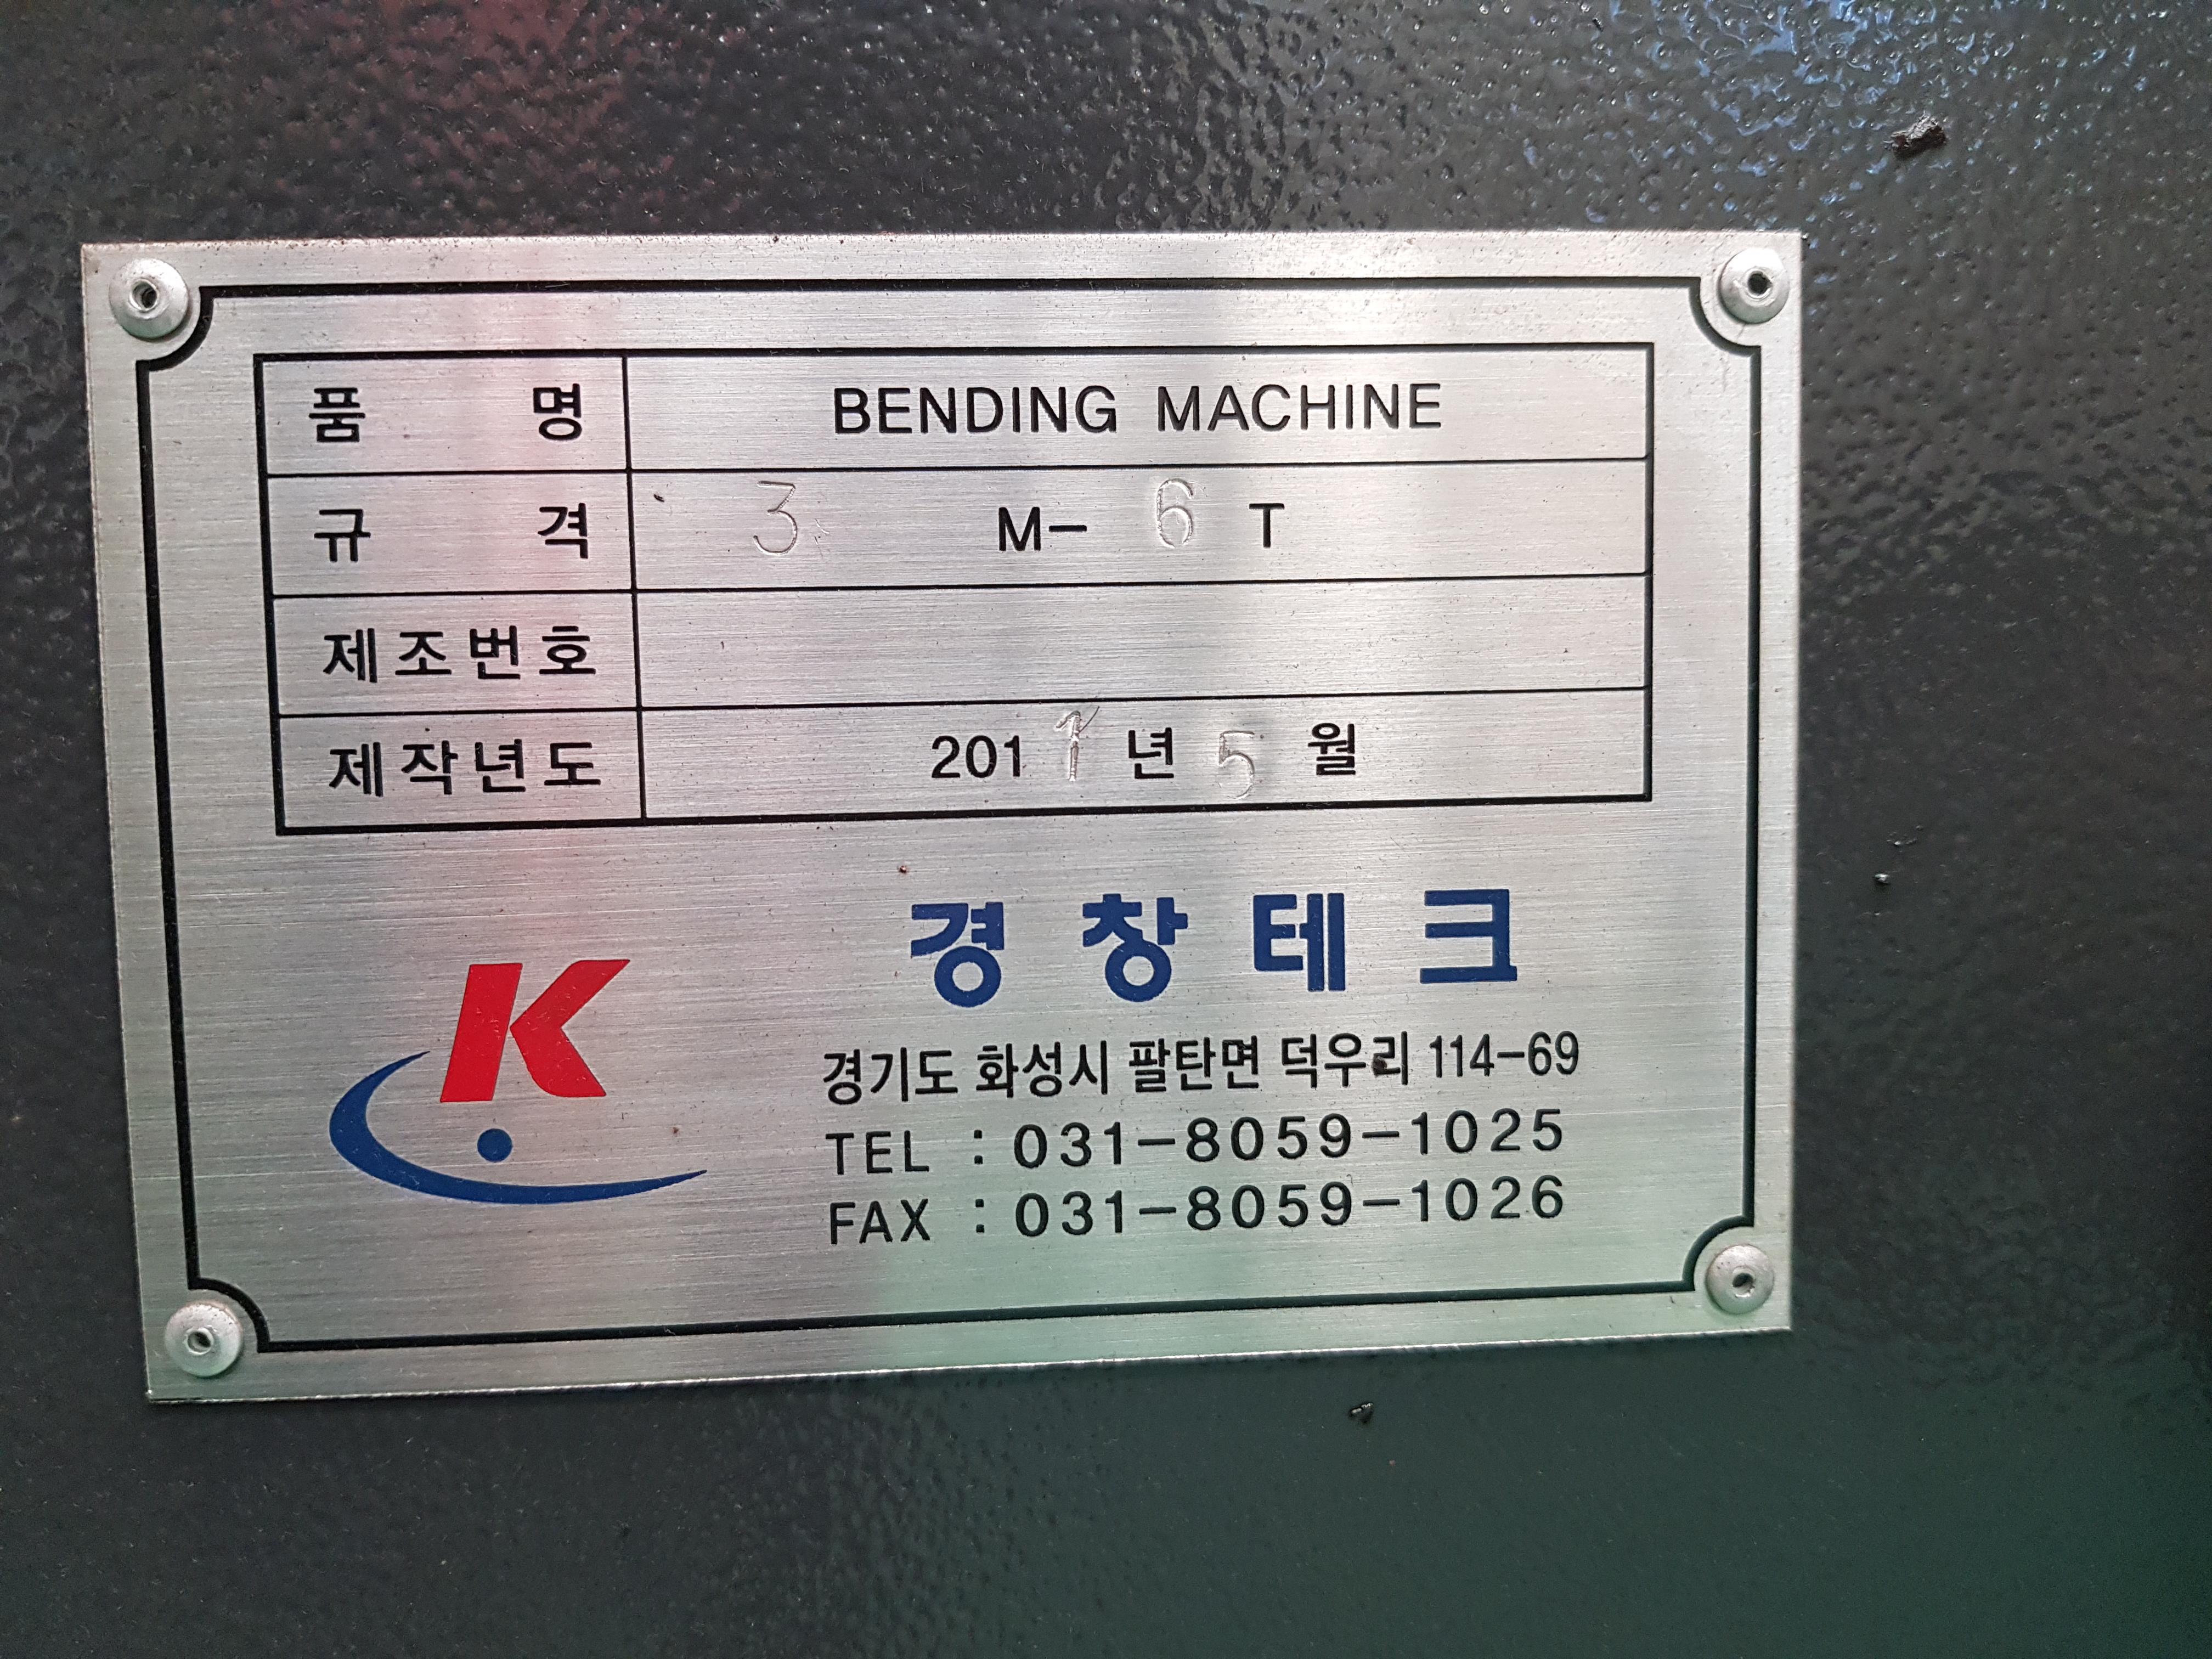 품 명 BENDING MACHINE
규 격 3 M- 6 T
제조번호
제작년도 2011 년 5 월
K
경창테크
경기도 화성시 팔탄면 덕우리 114-69
TEL : 031-8059-1025
FAX : 031-8059-1026